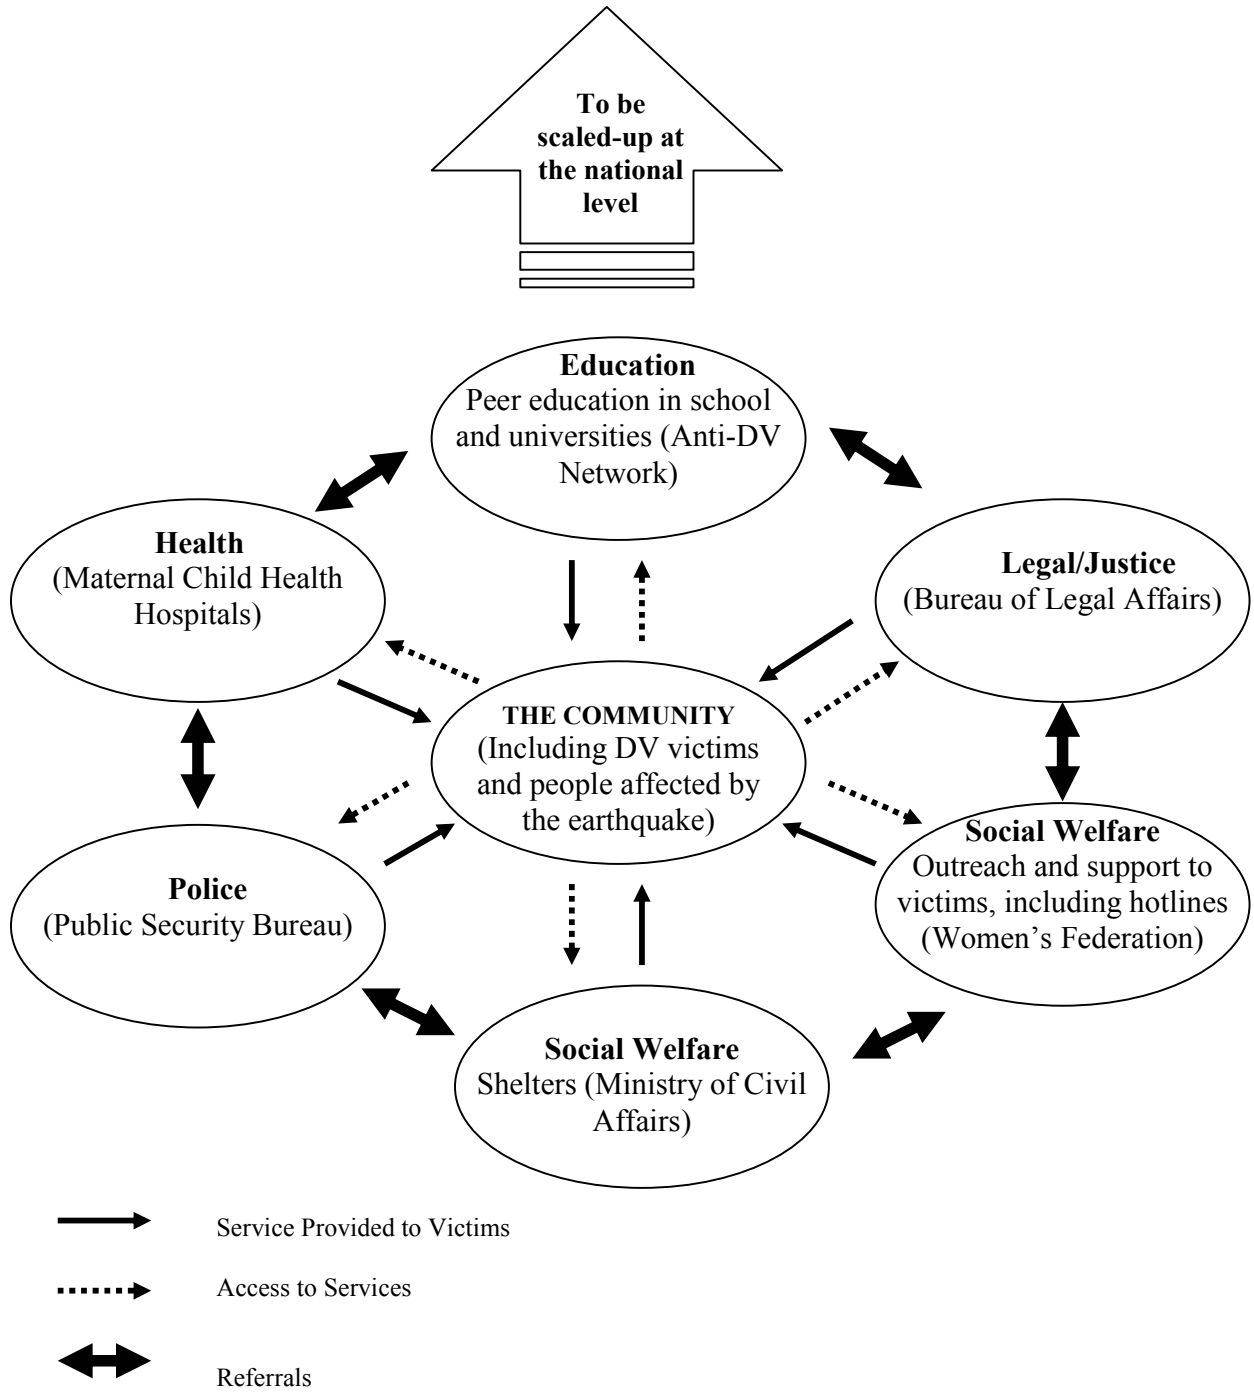 To be
scaled-up at
the national
level
Education
Peer education in school
and universities (Anti-DV
Network)
Health
(Maternal Child Health
Hospitals)
Legal/Justice
(Bureau of Legal Affairs)
THE COMMUNITY
(Including DV victims
and people affected by
the earthquake)
Police
(Public Security Bureau)
Social Welfare
Outreach and support to
victims, including hotlines
(Women’s Federation)
Social Welfare
Shelters (Ministry of Civil
Affairs)
Service Provided to Victims
Access to Services
Referrals